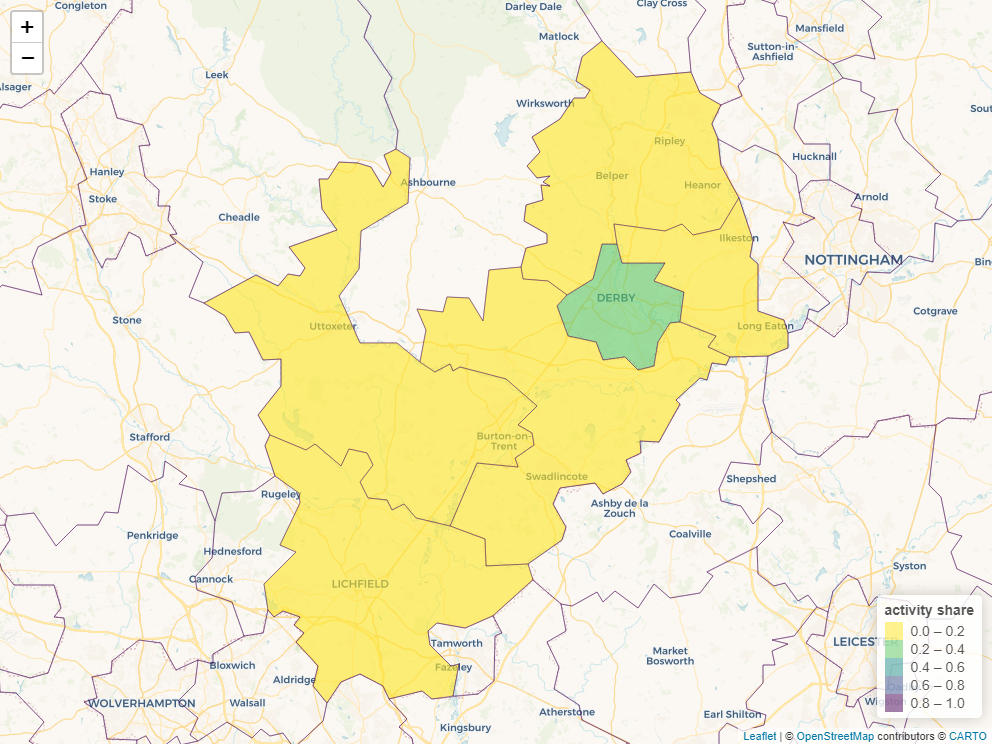 Congleton
Darley Dale
Clay Cross
+
Matlock
Mansfield
Sutton-in-
Ashfield
−
Leek
Alsager
Wirksworth
Ripley
Hucknall
Hanley
Belper
Heanor
Ashbourne
Stoke
Arnold
Cheadle
Ilkeston
NOTTINGHAM
DERBY
Cotgrave
Stone
Uttoxeter
Long Eaton
Stafford
Burton-on-
Trent
Swadlincote
Shepshed
Rugeley
Ashby de la
Zouch
Penkridge
Coalville
Hednesford
Syston
Cannock
LICHFIELD
activity share
0.0 – 0.2
0.2 – 0.4
0.4 – 0.6
0.6 – 0.8
0.8 – 1.0
Tamworth
LEICESTER
Market
Bosworth
Bloxwich
Fazeley
Aldridge
WOLVERHAMPTON
Walsall
Atherstone
Earl Shilton
Kingsbury
Leaflet | © OpenStreetMap contributors © CARTO